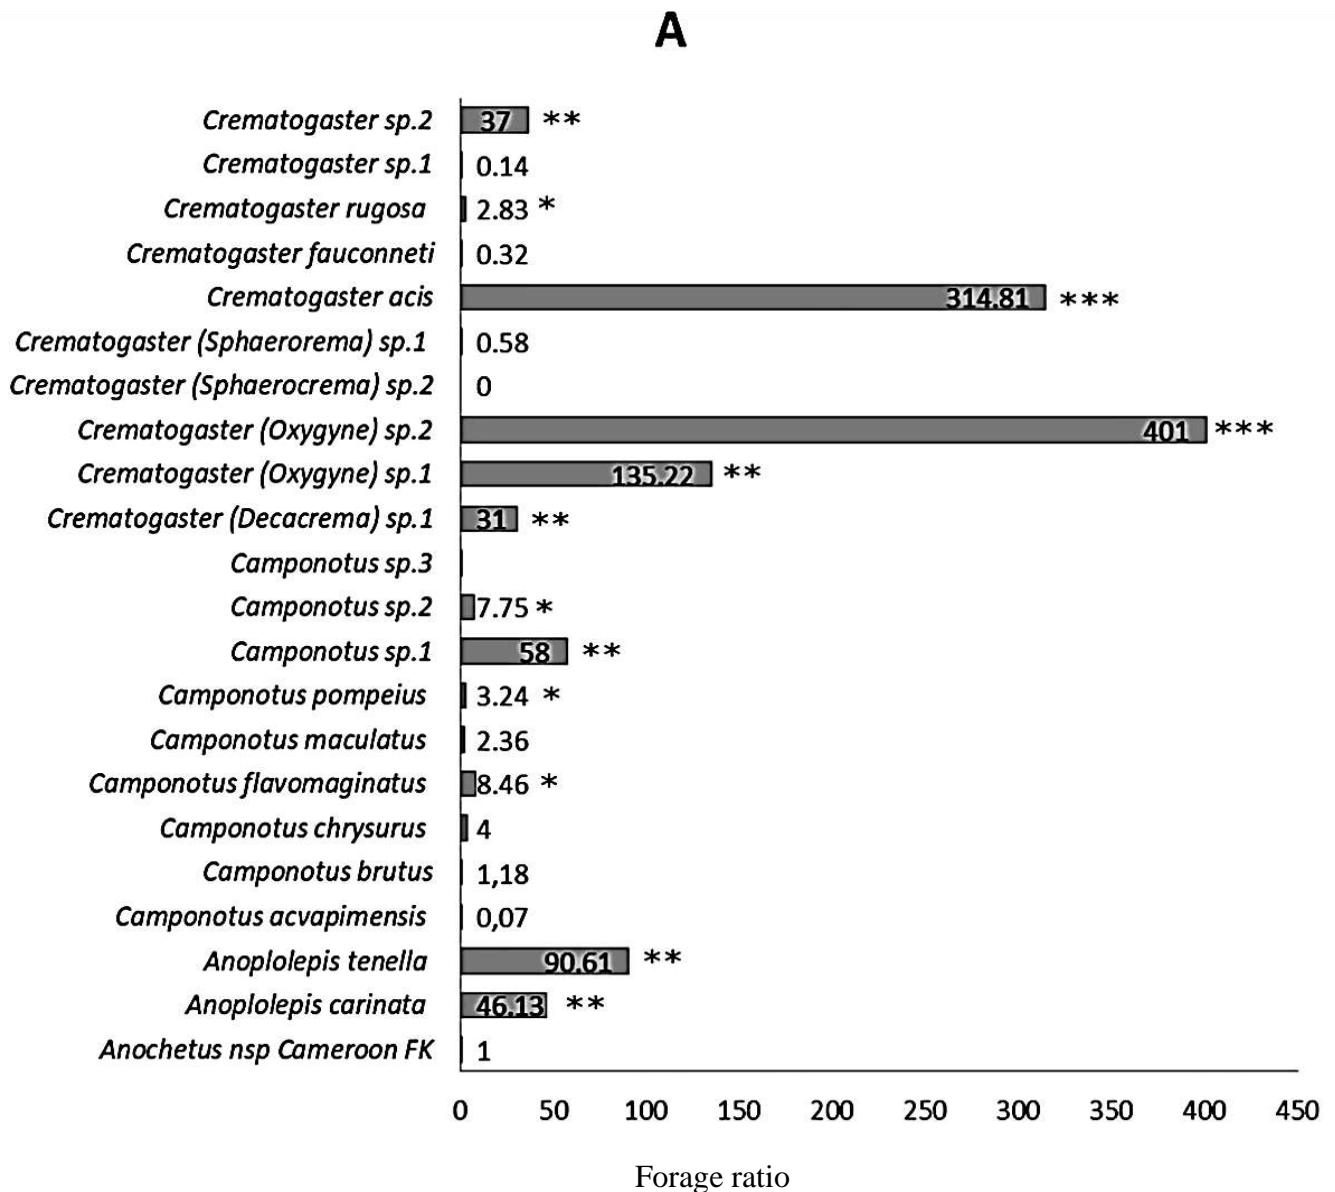 A
Crematogaster sp.2 37 **
Crematogaster sp.1 0.14
Crematogaster rugosa 2.83 *
Crematogaster fauconneti 0.32
Crematogaster acis 314.81 ***
Crematogaster (Sphaerorema) sp.1 0.58
Crematogaster (Sphaerocrema) sp.2 0
Crematogaster (Oxygyne) sp.2 401 ***
Crematogaster (Oxygyne) sp.1 135.22 **
Crematogaster (Decacrema) sp.1 31 **
Camponotus sp.3
Camponotus sp.2 7.75 *
Camponotus sp.1 58 **
Camponotus pompeius 3.24 *
Camponotus maculatus 2.36
Camponotus flavomaginatus 8.46 *
Camponotus chrysurus 4
Camponotus brutus 1,18
Camponotus acvapimensis 0,07
Anoplolepis tenella 90.61 **
Anoplolepis carinata 46.13 **
Anochetus nsp Cameroon FK 1
0 50 100 150 200 250 300 350 400 450
Forage ratio